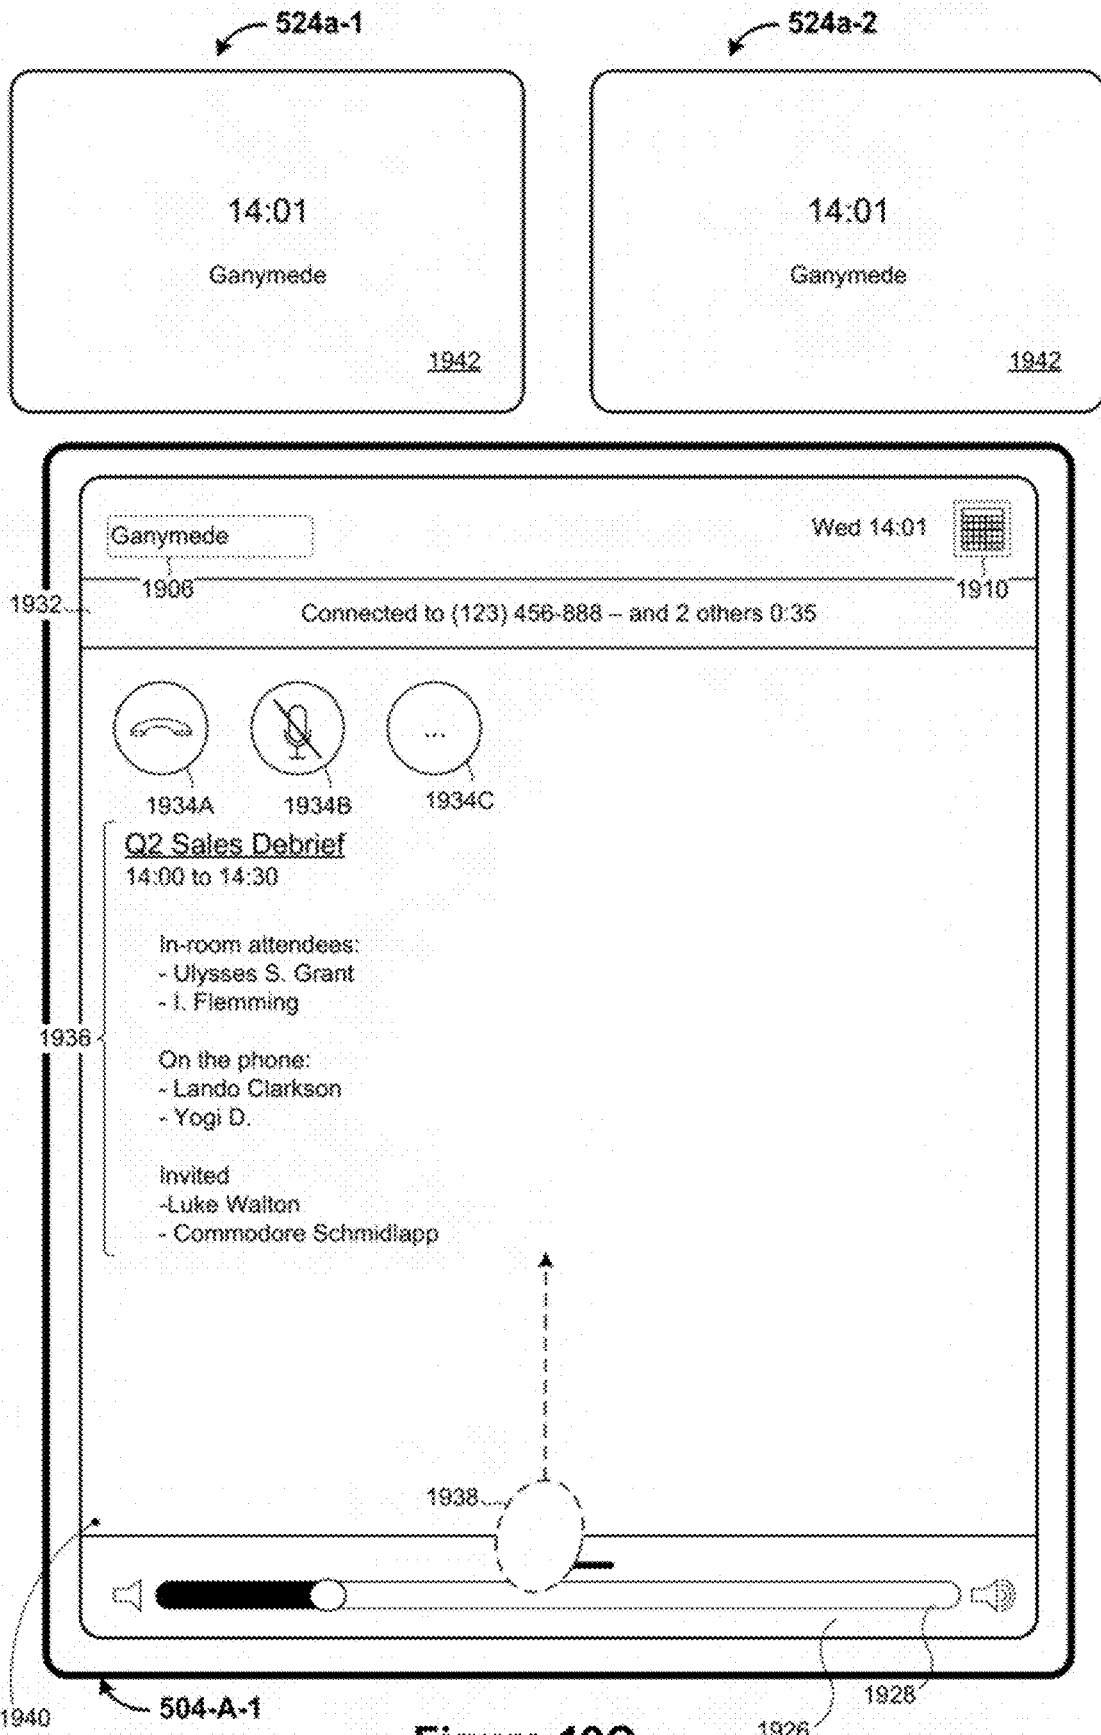 524a-1
524a-2
14:01
14:01
Ganymede
Ganymede
1942
1942
Ganymede
Wed 14:01
1906
1910
1932
Connected to (123) 456-888 – and 2 others 0:35
...
1934A
1934B
1934C
Q2 Sales Debrief
14:00 to 14:30
In-room attendees:
- Ulysses S. Grant
- I. Flemming
1936
On the phone:
- Lando Clarkson
- Yogi D.
Invited
-Luke Walton
- Commodore Schmidlapp
1938
1928
504-A-1
1940
1926